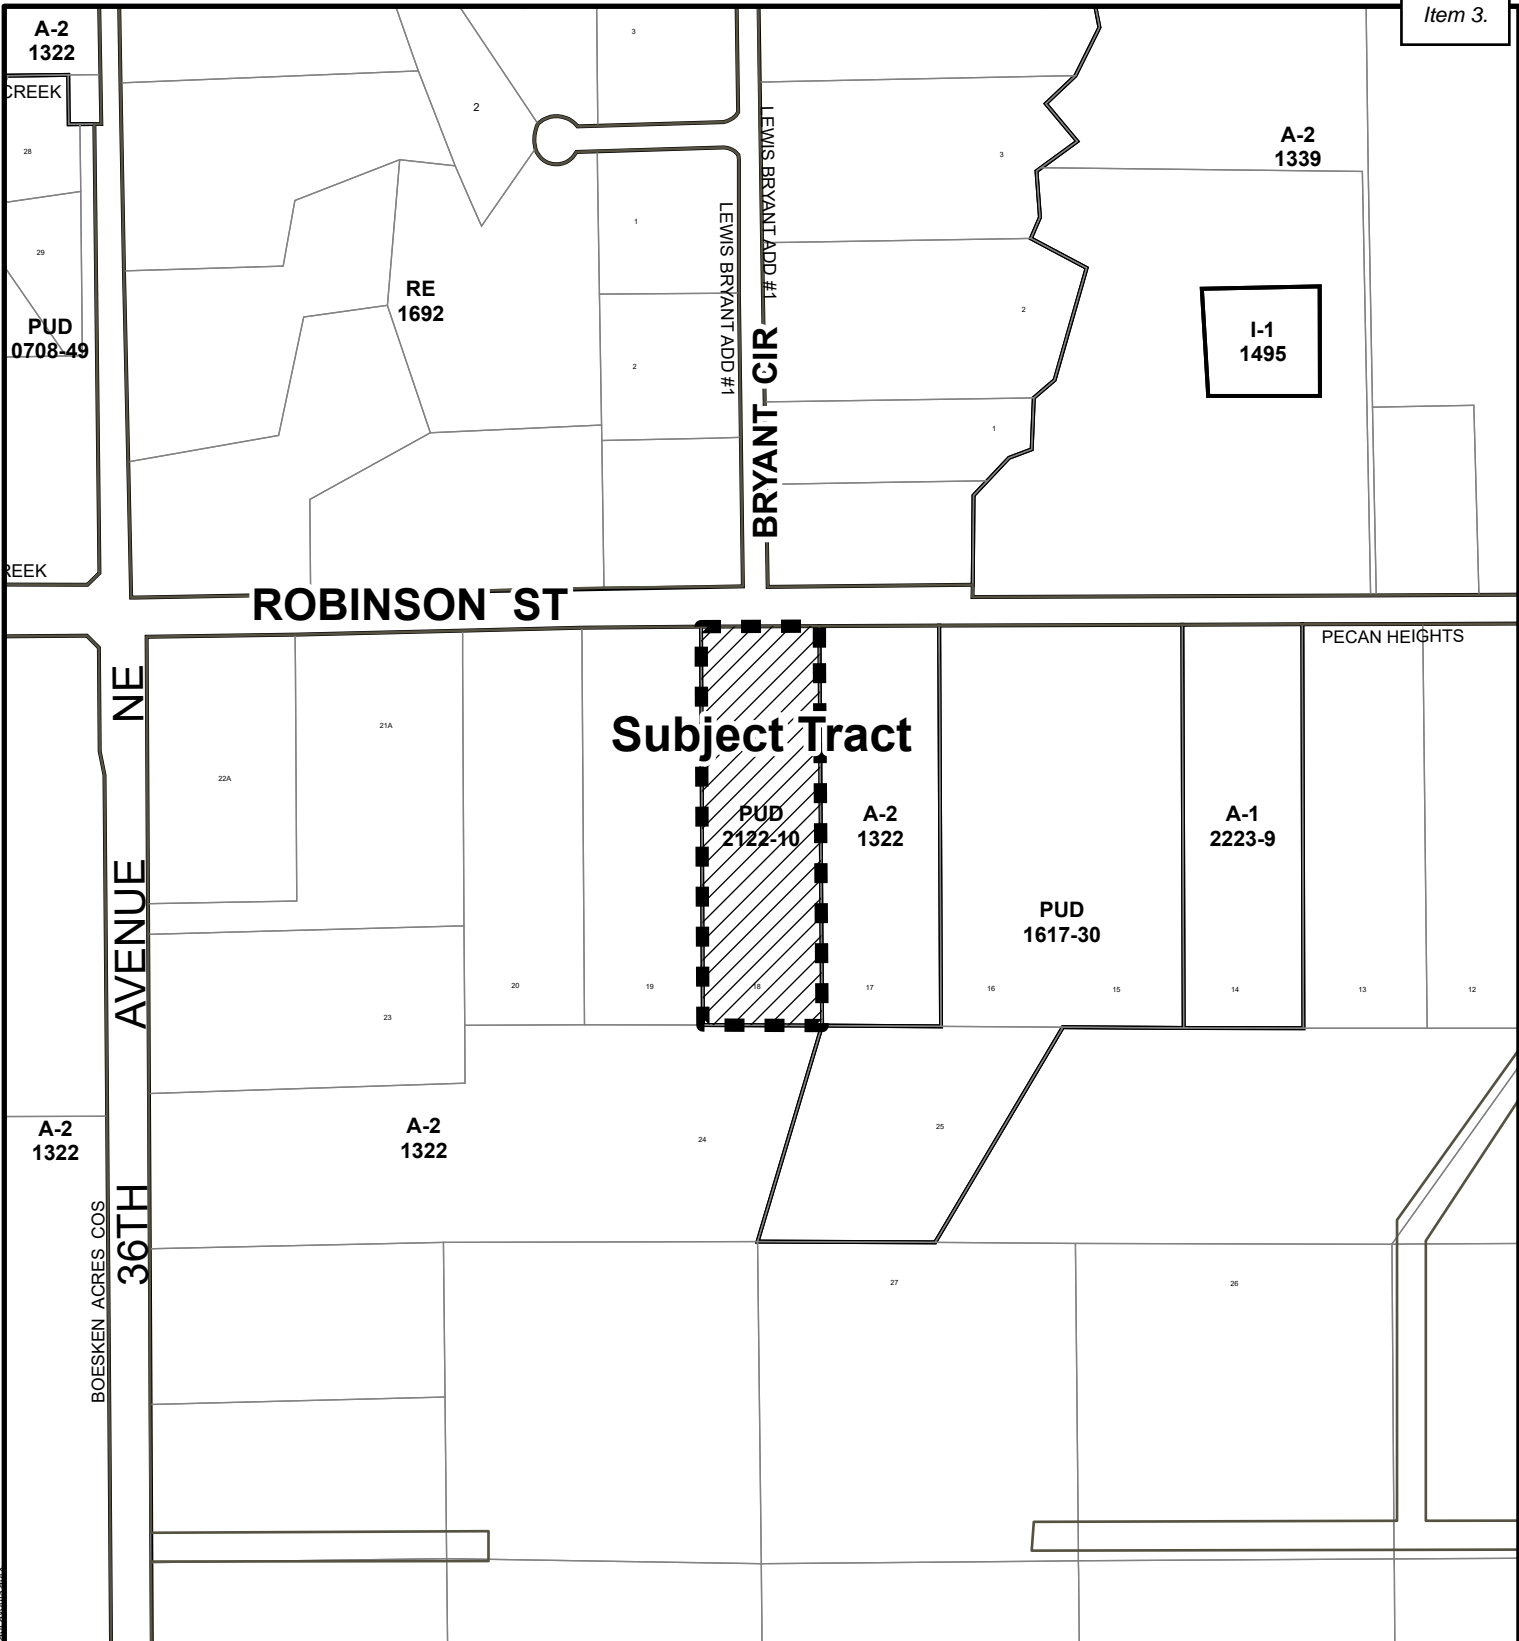 Item 3.
A-2
1322
CREEK
28
29
PUD
0708-49
REEK
3
2
RE
1692
1
2
LEWIS BRYANT ADD #1
LEWIS BRYANT ADD #1
BRYANT CIR
3
2
1
A-2
1339
I-1
1495
ROBINSON ST
PECAN HEIGHTS
NE
AVENUE
36TH
22A
21A
Subject Tract
PUD
2122-10
A-2
1322
A-1
2223-9
PUD
1617-30
23
20
19
18
17
16
15
14
13
12
A-2
1322
A-2
1322
24
25
BOESKEN ACRES COS
27
26